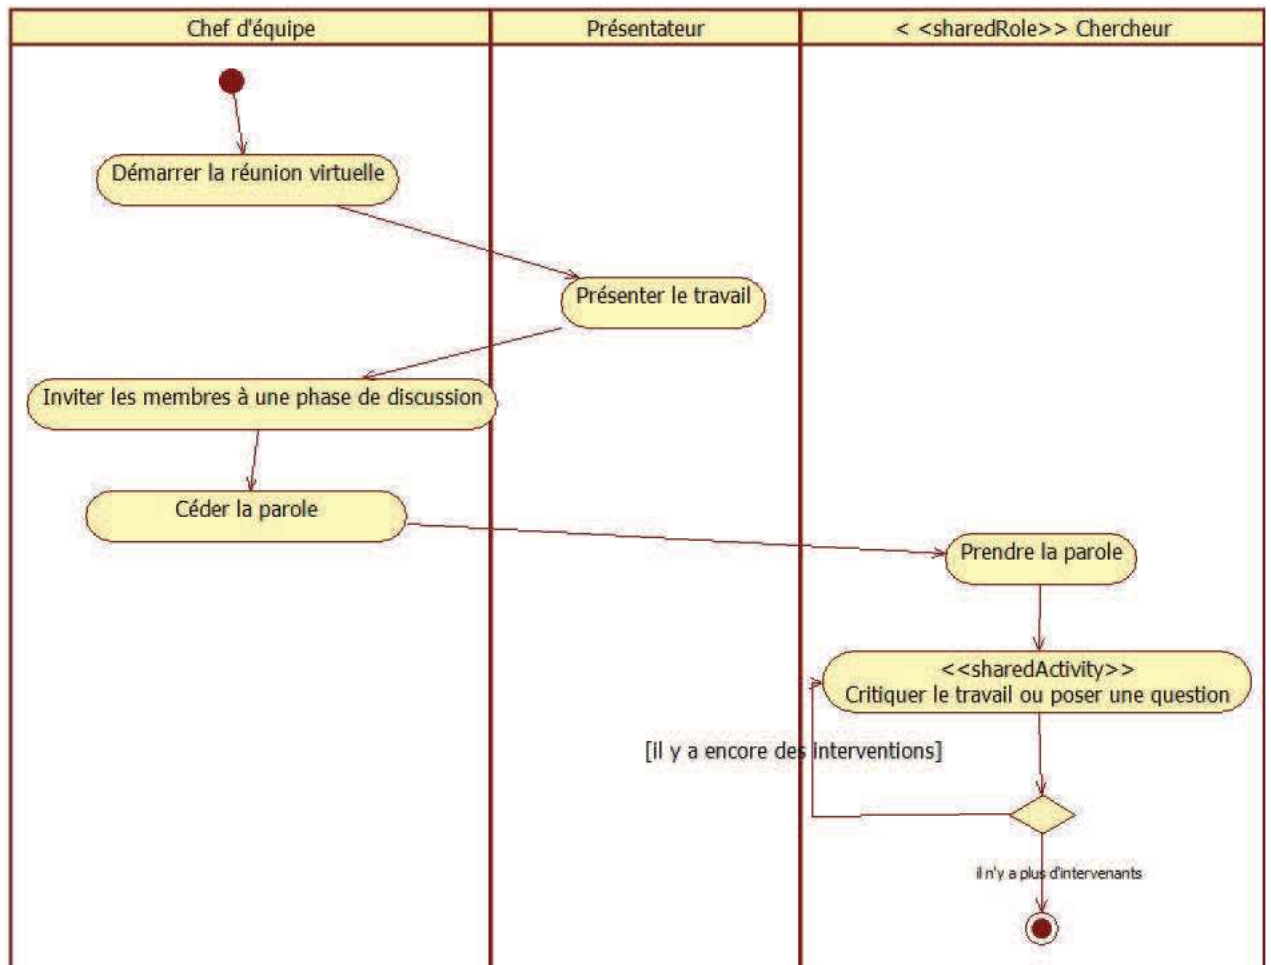 Chef d'équipe
Présentateur
< <sharedRole>> Chercheur
Démarrer la réunion virtuelle
Présenter le travail
Inviter les membres à une phase de discussion
Céder la parole
Prendre la parole
<<sharedActivity>>
Critiquer le travail ou poser une question
[il y a encore des interventions]
il n'y a plus d'intervenants